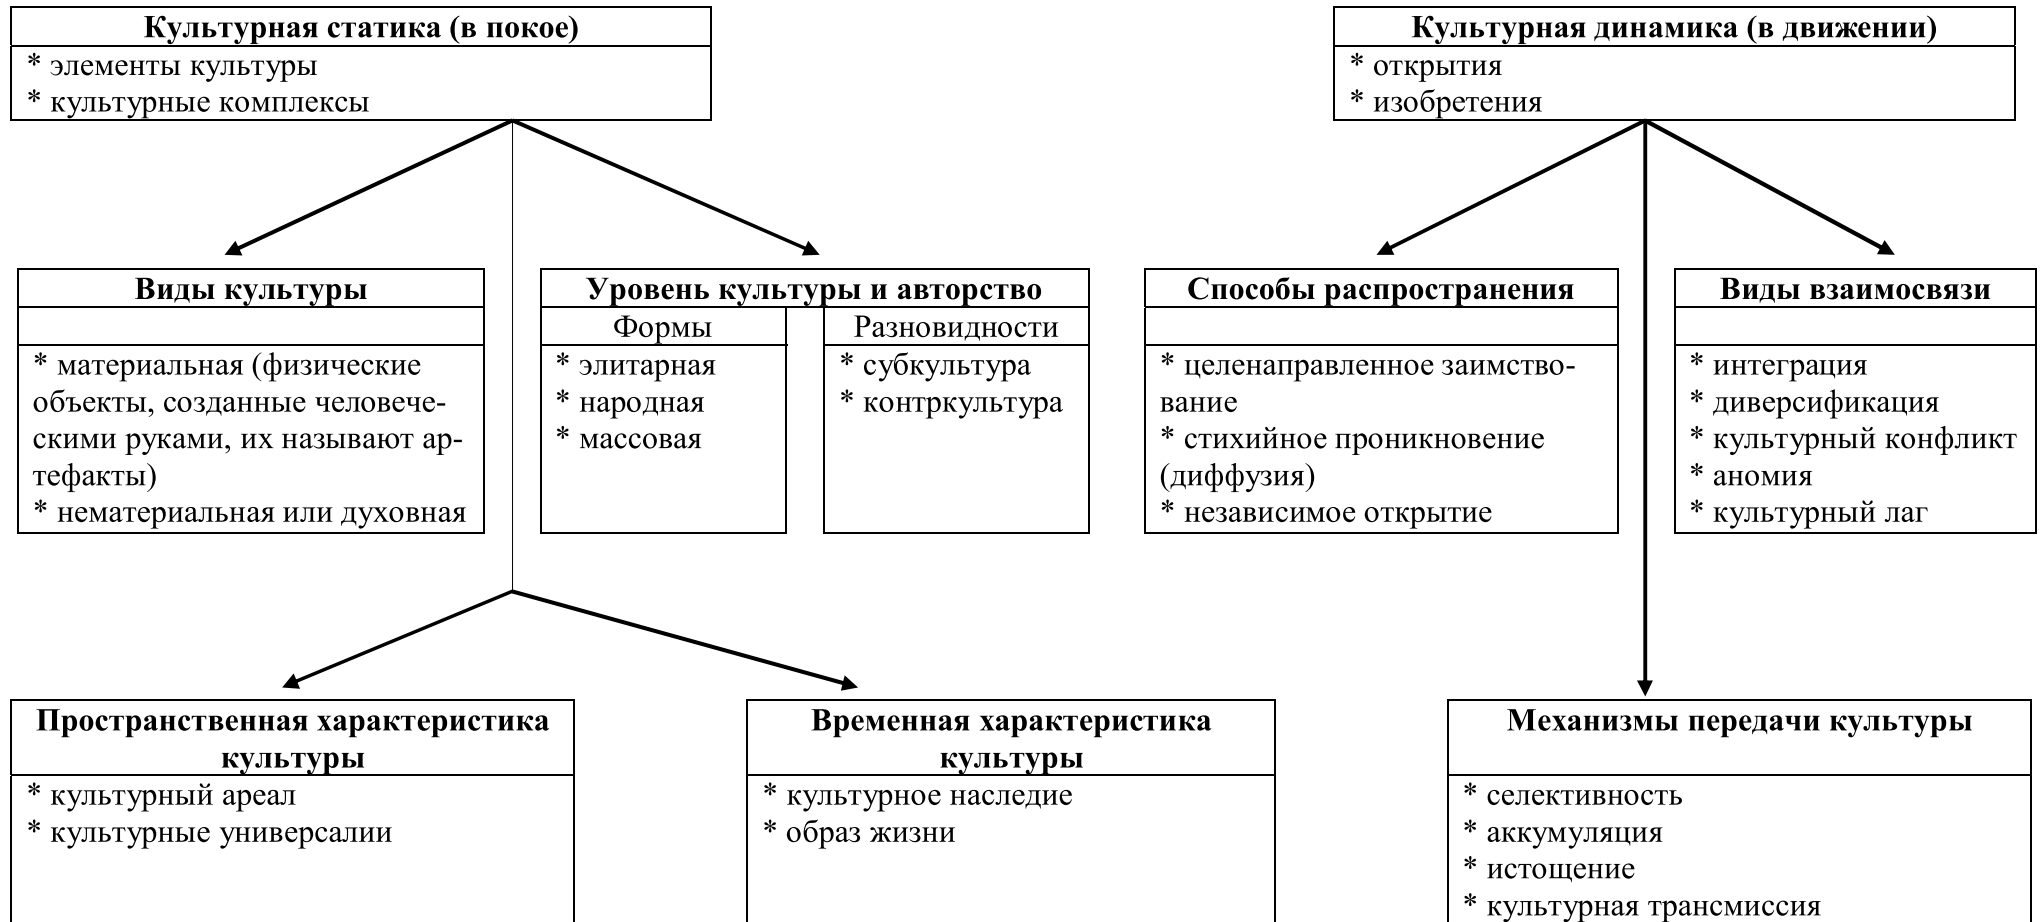 Культурная статика (в покое)
* элементы культуры
* культурные комплексы
Культурная динамика (в движении)
* открытия
* изобретения
Виды культуры
* материальная (физические
объекты, созданные человече-
скими руками, их называют ар-
тефакты)
* нематериальная или духовная
Уровень культуры и авторство
Формы
* элитарная
* народная
* массовая
Разновидности
* субкультура
* контркультура
Способы распространения
* целенаправленное заимство-
вание
* стихийное проникновение
(диффузия)
* независимое открытие
Виды взаимосвязи
* интеграция
* диверсификация
* культурный конфликт
* аномия
* культурный лаг
Пространственная характеристика
культуры
* культурный ареал
* культурные универсалии
Временная характеристика
культуры
* культурное наследие
* образ жизни
Механизмы передачи культуры
* селективность
* аккумуляция
* истощение
* культурная трансмиссия